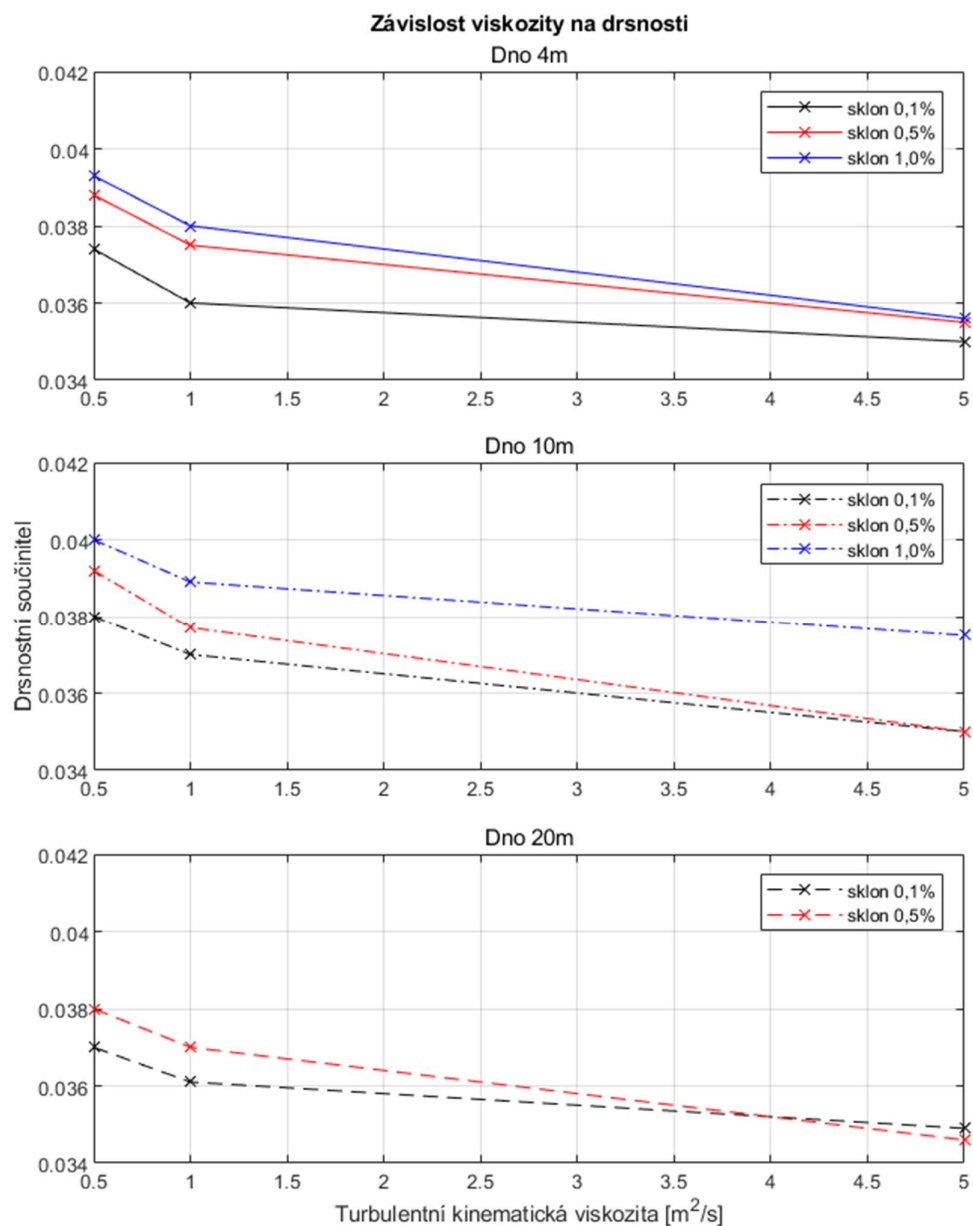 Závislost viskozity na drsnosti
Dno 4m
0.042
0.04
0.038
0.036
0.034
0.5 1 1.5 2 2.5 3 3.5 4 4.5 5
sklon 0,1%
sklon 0,5%
sklon 1,0%
Dno 10m
0.042
0.04
0.038
0.036
0.034
0.5 1 1.5 2 2.5 3 3.5 4 4.5 5
sklon 0,1%
sklon 0,5%
sklon 1,0%
Drsnostní součinitel
Dno 20m
0.042
0.04
0.038
0.036
0.034
0.5 1 1.5 2 2.5 3 3.5 4 4.5 5
sklon 0,1%
sklon 0,5%
Turbulentní kinematická viskozita [m²/s]